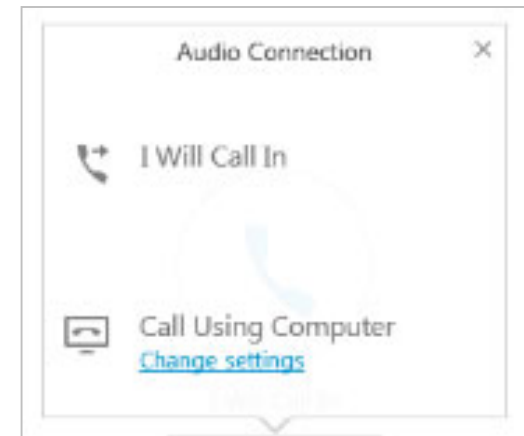 Audio Connection
I Will Call In
Call Using Computer
Change settings